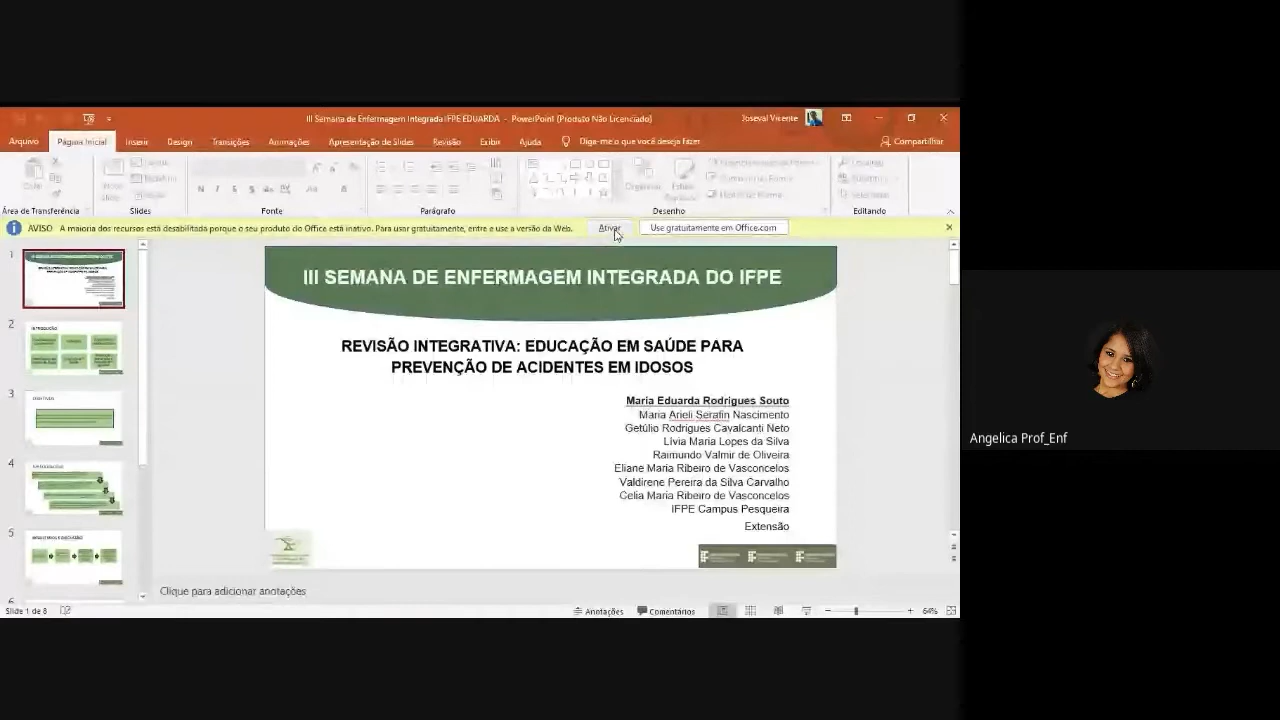 III Semana de Enfermagem Integrada IFPE EDUARDA - PowerPoint (Produto Não Licenciado)
Joseval Vicente
Arquivo
Página Inicial
Inserir
Design
Transições
Animações
Apresentação de Slides
Revisão
Exibir
Ajuda
Diga-me o que você deseja fazer
Compartilhar
Área de Transferência
Slides
Fonte
Parágrafo
Desenho
Editando
AVISO A maioria dos recursos está desabilitada porque o seu produto do Office está inativo. Para usar gratuitamente, entre e use a versão da Web.
Ativar
Use gratuitamente em Office.com
1
2
3
4
5
6
III SEMANA DE ENFERMAGEM INTEGRADA DO IFPE
REVISÃO INTEGRATIVA: EDUCAÇÃO EM SAÚDE PARA
PREVENÇÃO DE ACIDENTES EM IDOSOS
Maria Eduarda Rodrigues Souto
Maria Arieli Serafin Nascimento
Getúlio Rodrigues Cavalcanti Neto
Lívia Maria Lopes da Silva
Raimundo Valmir de Oliveira
Eliane Maria Ribeiro de Vasconcelos
Valdirene Pereira da Silva Carvalho
Celia Maria Ribeiro de Vasconcelos
IFPE Campus Pesqueira
Extensão
Clique para adicionar anotações
Slide 1 de 8
Anotações
Comentários
64%
Angelica Prof_Enf